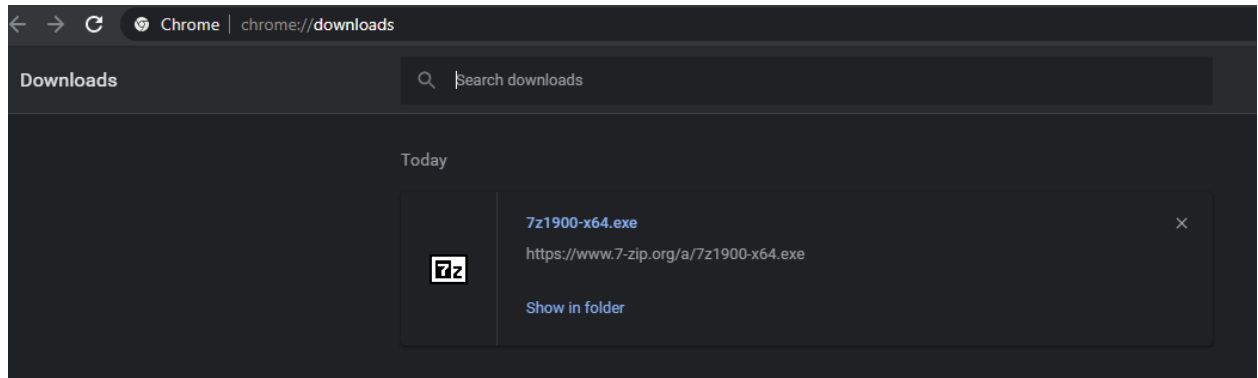 Chrome | chrome://downloads
Downloads
Search downloads
Today
7z1900-x64.exe
7z
https://www.7-zip.org/a/7z1900-x64.exe
Show in folder